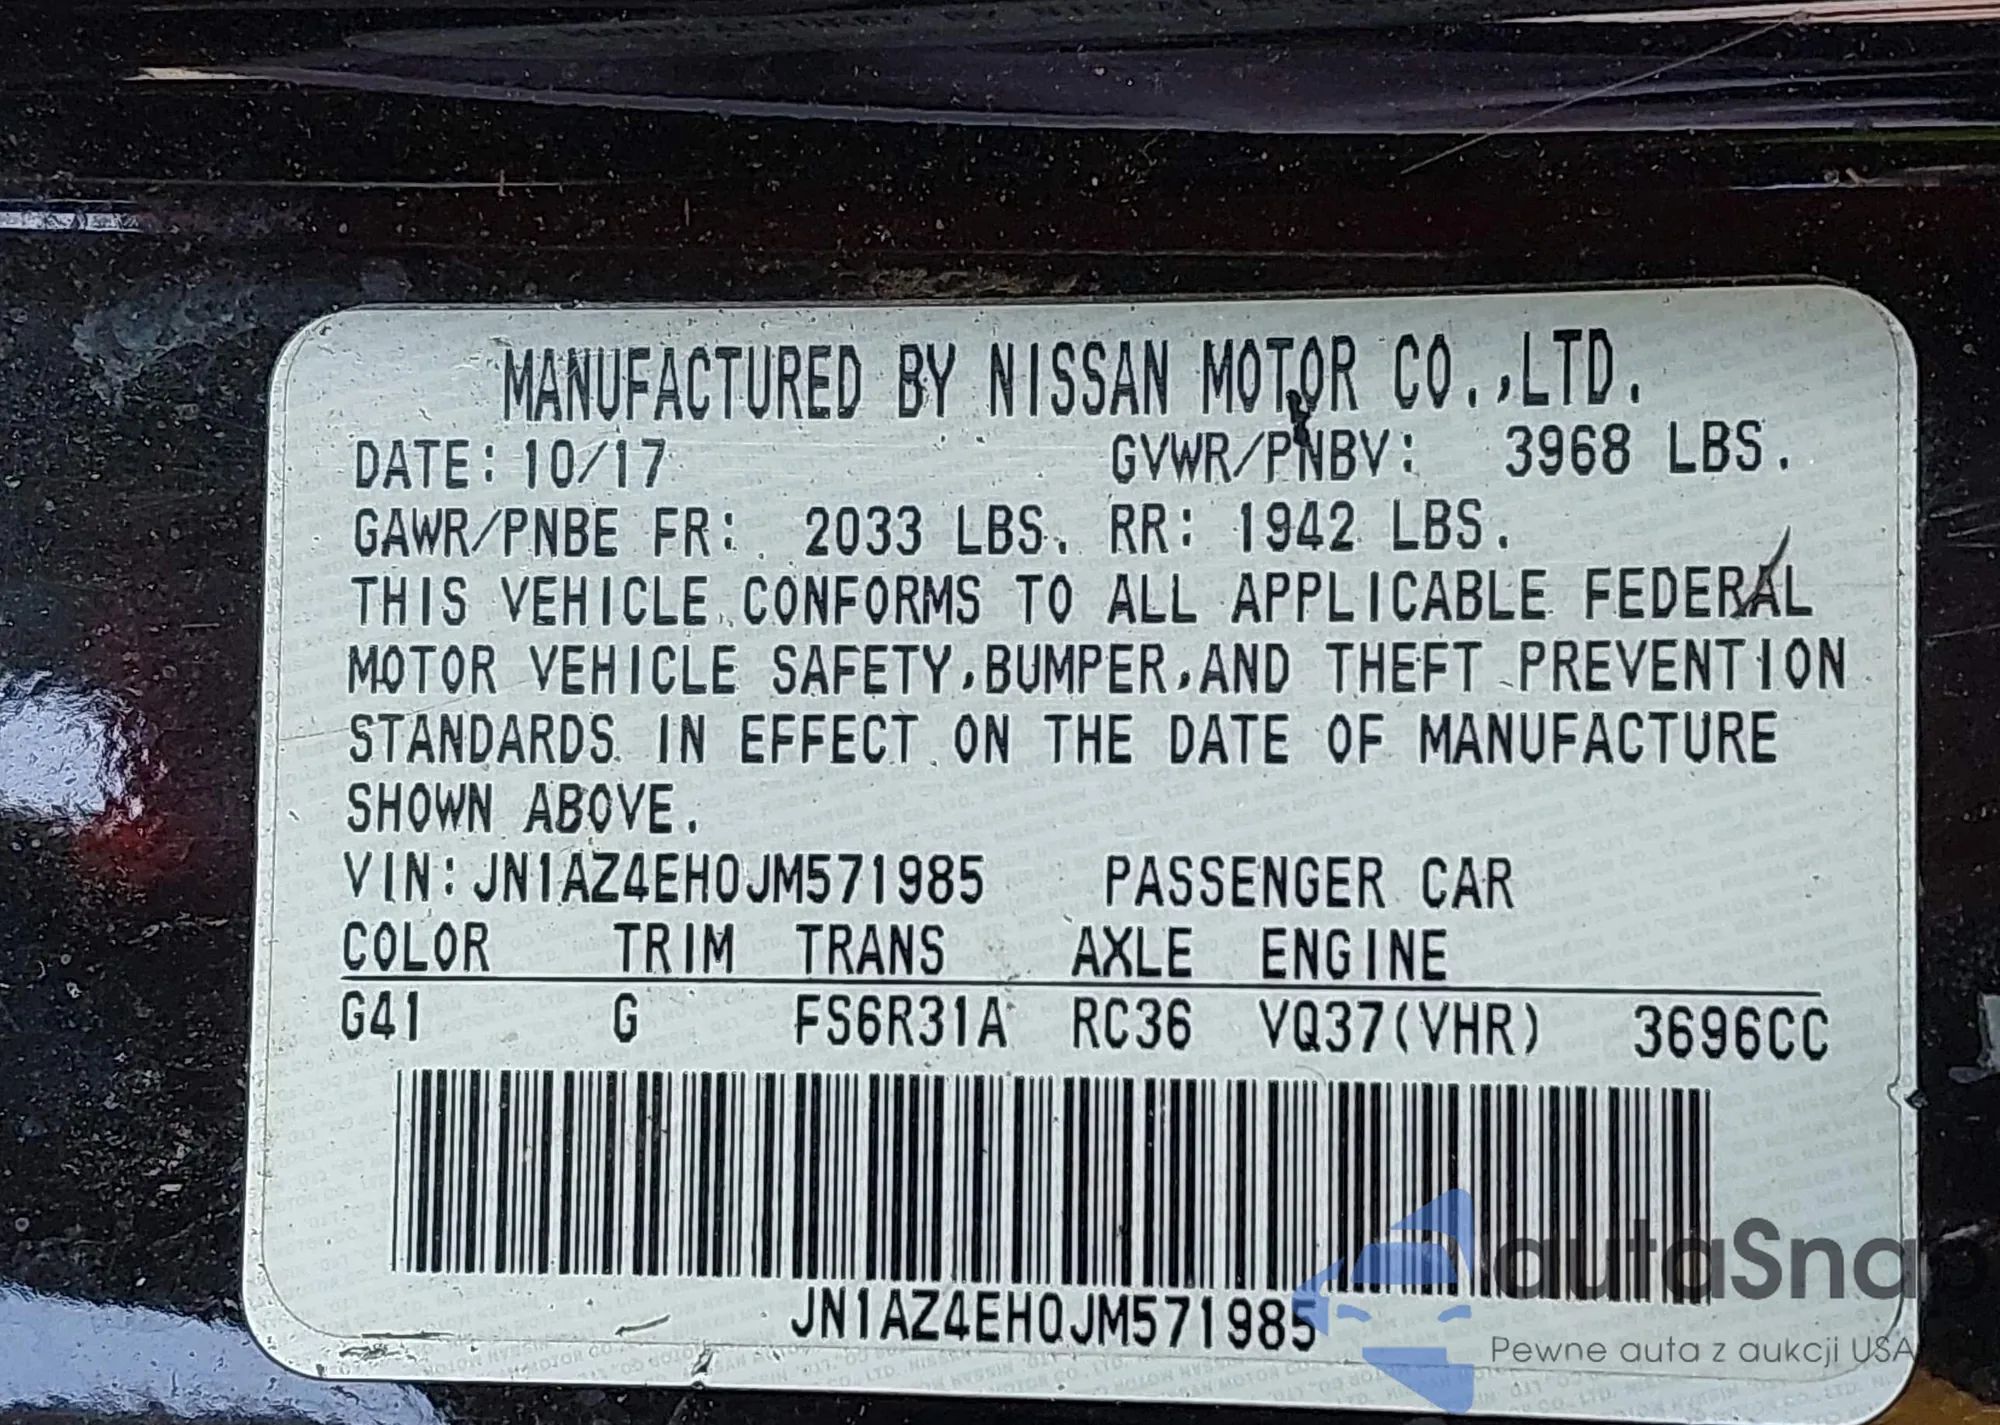 MANUFACTURED BY NISSAN MOTOR CO.,LTD.
DATE: 10/17 GVWR/PNBV: 3968 LBS.
GAWR/PNBE FR: 2033 LBS. RR: 1942 LBS.
THIS VEHICLE CONFORMS TO ALL APPLICABLE FEDERAL
MOTOR VEHICLE SAFETY,BUMPER,AND THEFT PREVENTION
STANDARDS IN EFFECT ON THE DATE OF MANUFACTURE
SHOWN ABOVE.
VIN:JN1AZ4EH0JM571985 PASSENGER CAR
COLOR TRIM TRANS AXLE ENGINE
G41 G FS6R31A RC36 VQ37(VHR) 3696CC
JN1AZ4EH0JM571985
autaSnap
Pewne auta z aukcji USA